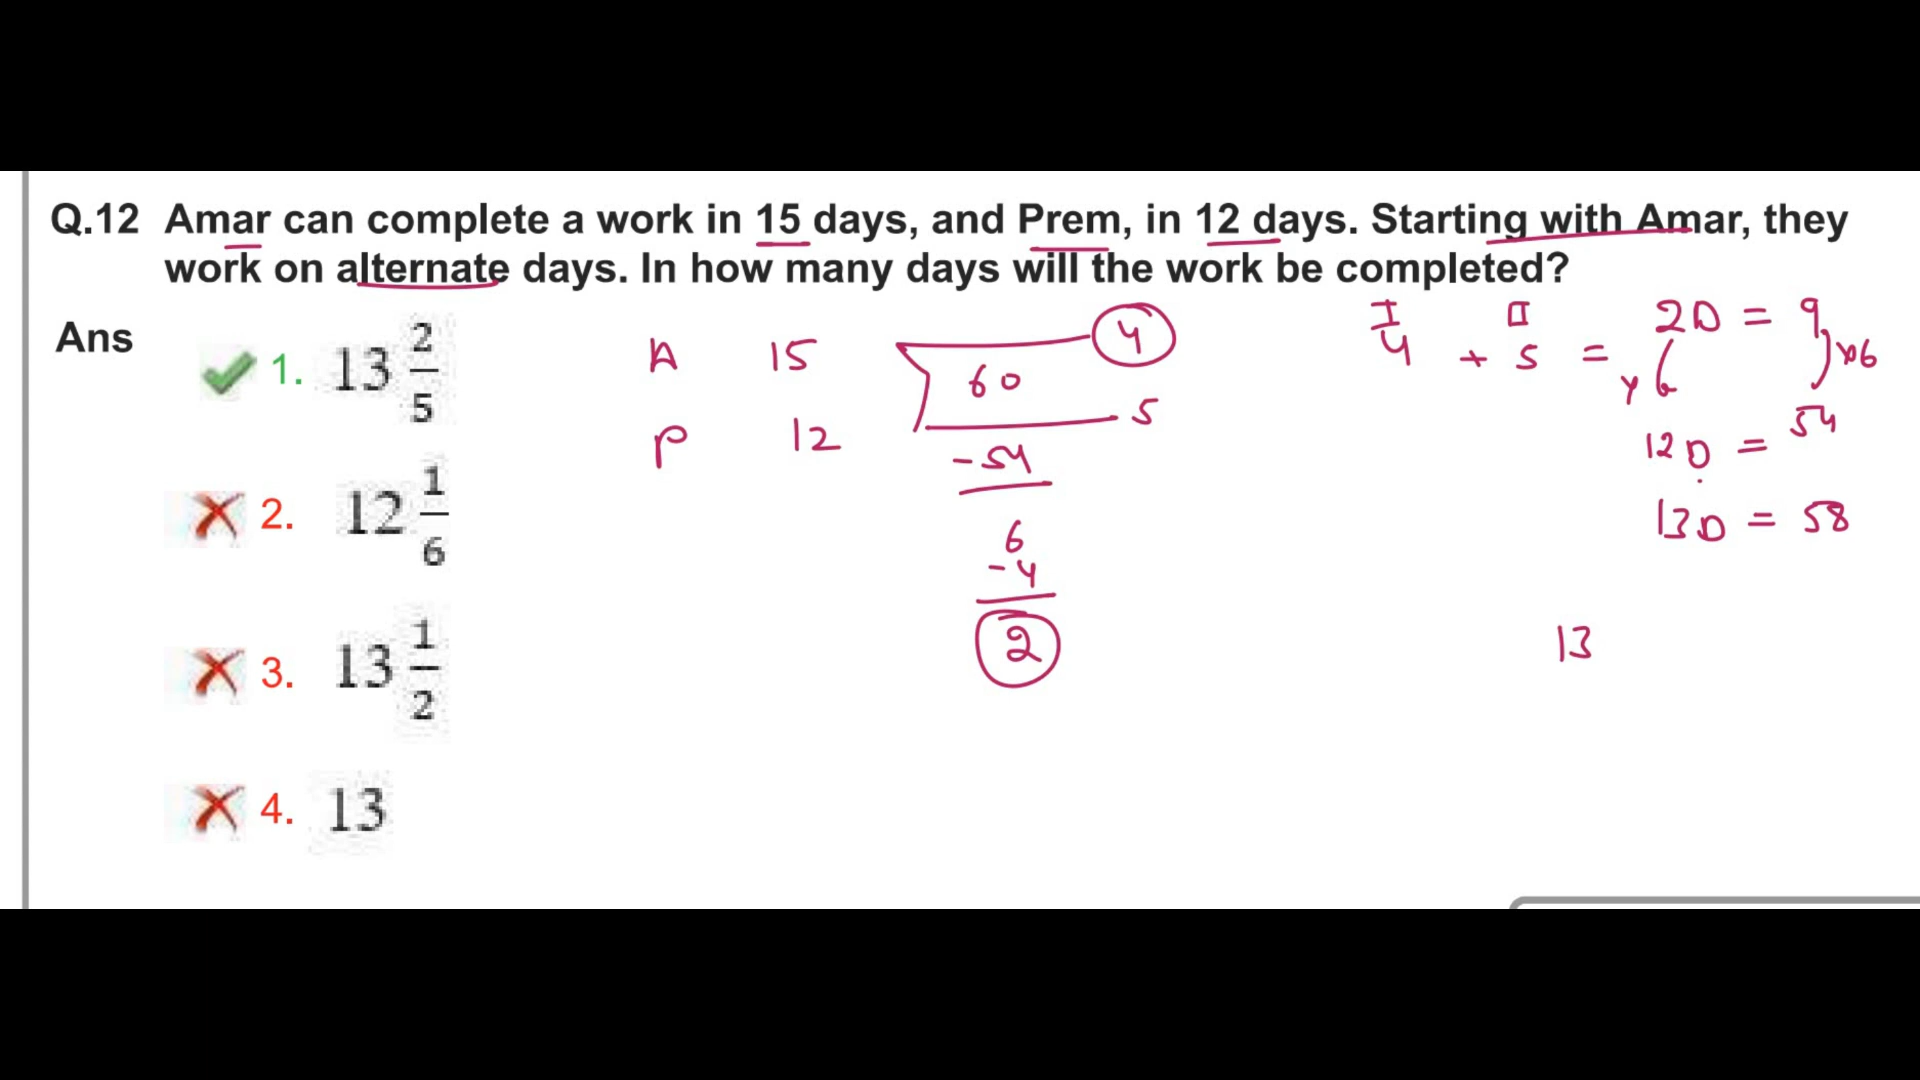 Q.12 Amar can complete a work in 15 days, and Prem, in 12 days. Starting with Amar, they
work on alternate days. In how many days will the work be completed?
Ans
1. 13 2/5
2. 12 1/6
3. 13 1/2
4. 13
A 15 4
60
P 12 5
-54
6
-4
2
I II
4 + 5 = 2D = 9
×6 ×6
12D = 54
13D = 58
13